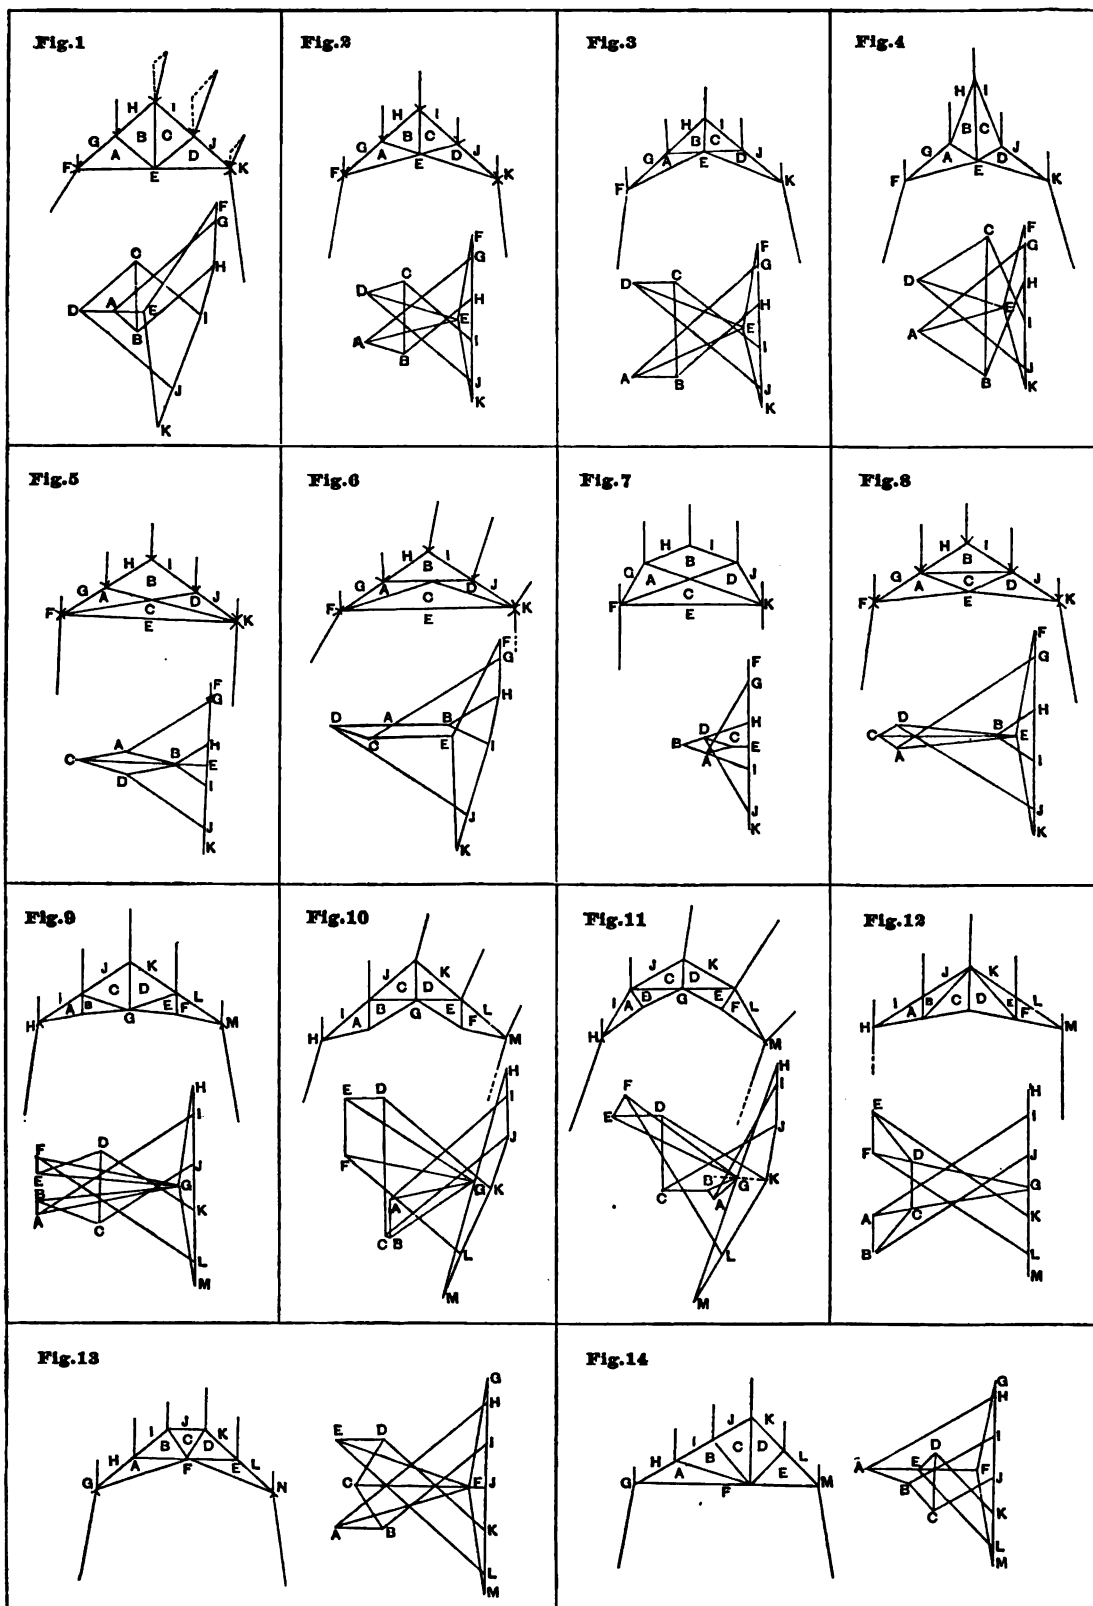 Fig.1
H I
G B C J
F A D K
E
F
G
C H
D A E
B I
J
K
Fig.2
H I
G B C J
F A D K
E
F
G
C H
D E
A B I
J
K
Fig.3
H I
G B C J
A D
F E K
F
G
D C H
E
I
A B J
K
Fig.4
H I
B C
G J
F A D K
E
C F
G
D H
E
A I
B J
K
Fig.5
H I
G B J
F A D K
C
E
F
G
A H
C B E
D I
J
K
Fig.6
H I
G B J
F A D K
C
E
F
G
D A B H
C E I
J
K
Fig.7
H I
G B J
A D
F C K
E
F
G
D H
B C E
A I
J
K
Fig.8
H I
G B J
F A C D K
E
F
G
D B H
C E
A I
J
K
Fig.9
J K
I C D L
A B E F
H G M
H
I
F D J
E
B G
A C K
L
M
Fig.10
J K
I C D L
A B E F
H G M
H
E D I
J
F G K
A
C B L
M
Fig.11
J K
I C D L
A B E F
H G M
H
F I
E D J
B G K
C A
L
M
Fig.12
J K
I C D L
A B E F
H G M
H
E I
F D J
G
A C K
B L
M
Fig.13
J
I C K
H B D L
G A F E N
G
H
E D I
C F J
A B K
L
M
Fig.14
J K
I C D
H B L
G A E M
F
G
H
D I
A E F
B J
C K
L
M